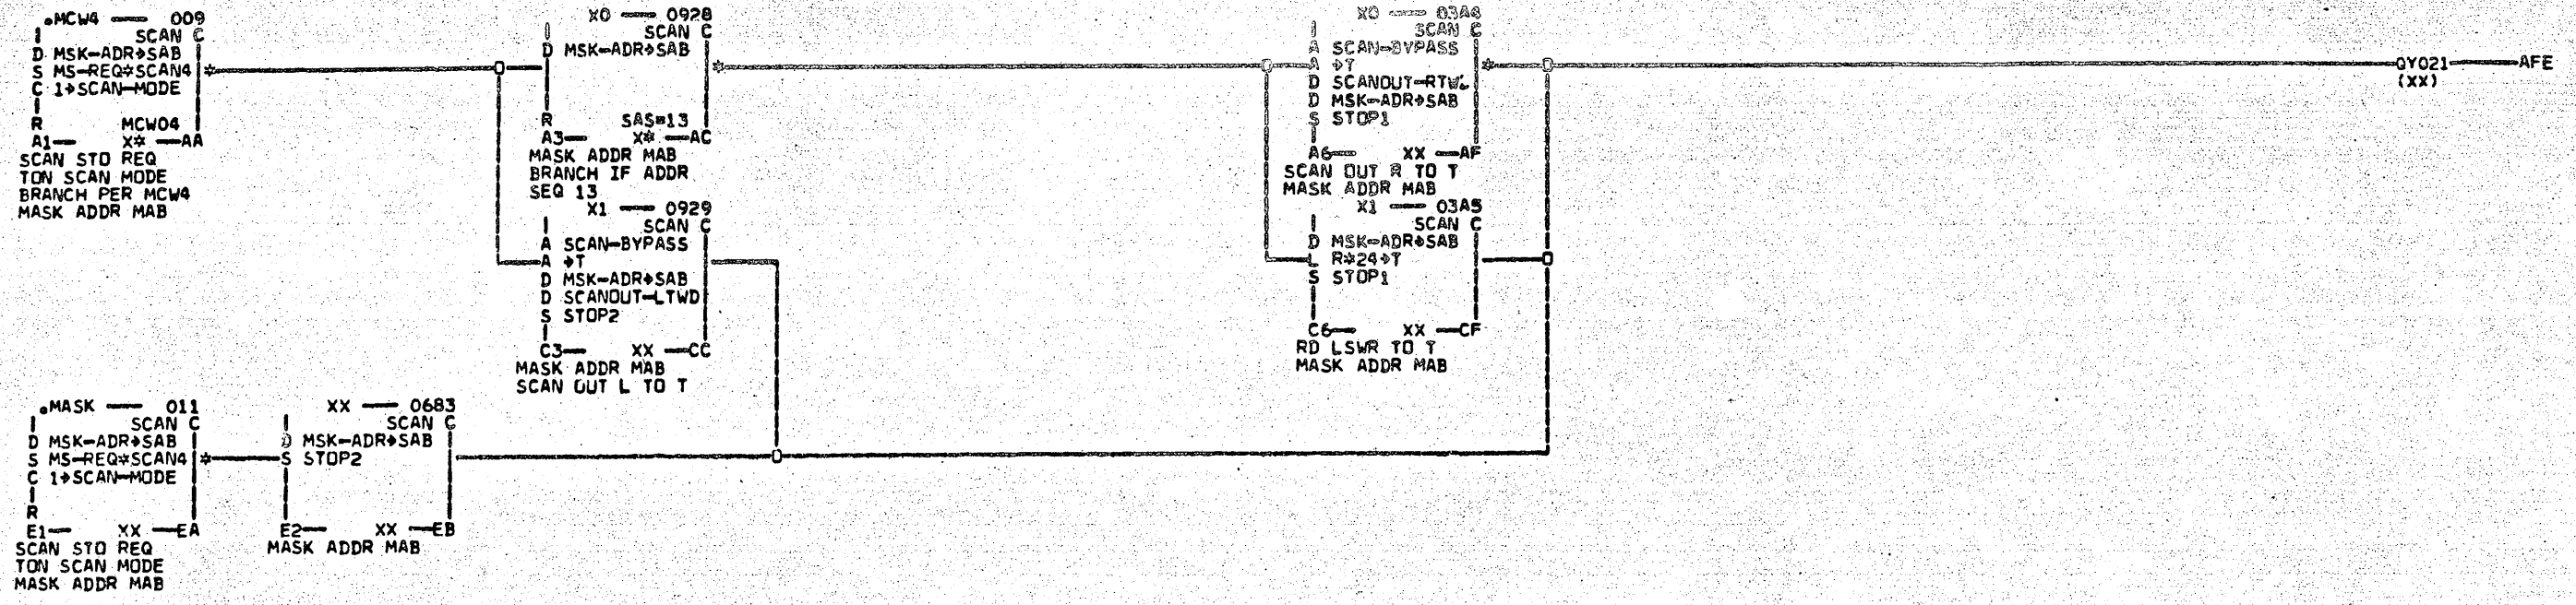 .MCW4 — 009
SCAN C
D MSK-ADR→SAB
S MS-REQ*SCAN4 *
C 1→SCAN-MODE
R MCW04
A1— X* —AA
SCAN STO REQ
TON SCAN MODE
BRANCH PER MCW4
MASK ADDR MAB
X0 — 0928
SCAN C
D MSK-ADR→SAB
*
R SAS=13
A3— X* —AC
MASK ADDR MAB
BRANCH IF ADDR
SEQ 13
X1 — 0929
SCAN C
A SCAN-BYPASS
A →T
D MSK-ADR→SAB
D SCANOUT-LTWD
S STOP2
C3— XX —CC
MASK ADDR MAB
SCAN OUT L TO T
X0 — 03A4
SCAN C
A SCAN-BYPASS
A →T *
D SCANOUT-RTW
D MSK-ADR→SAB
S STOP1
A6— XX —AF
SCAN OUT R TO T
MASK ADDR MAB
X1 — 03A5
SCAN C
D MSK-ADR→SAB
L R*24→T
S STOP1
C6— XX —CF
RD LSWR TO T
MASK ADDR MAB
QY021—AFE
(XX)
.MASK — 011
SCAN C
D MSK-ADR→SAB
S MS-REQ*SCAN4 *
C 1→SCAN-MODE
R
E1— XX —EA
SCAN STO REQ
TON SCAN MODE
MASK ADDR MAB
XX — 0683
SCAN C
D MSK-ADR→SAB
S STOP2
E2— XX —EB
MASK ADDR MAB